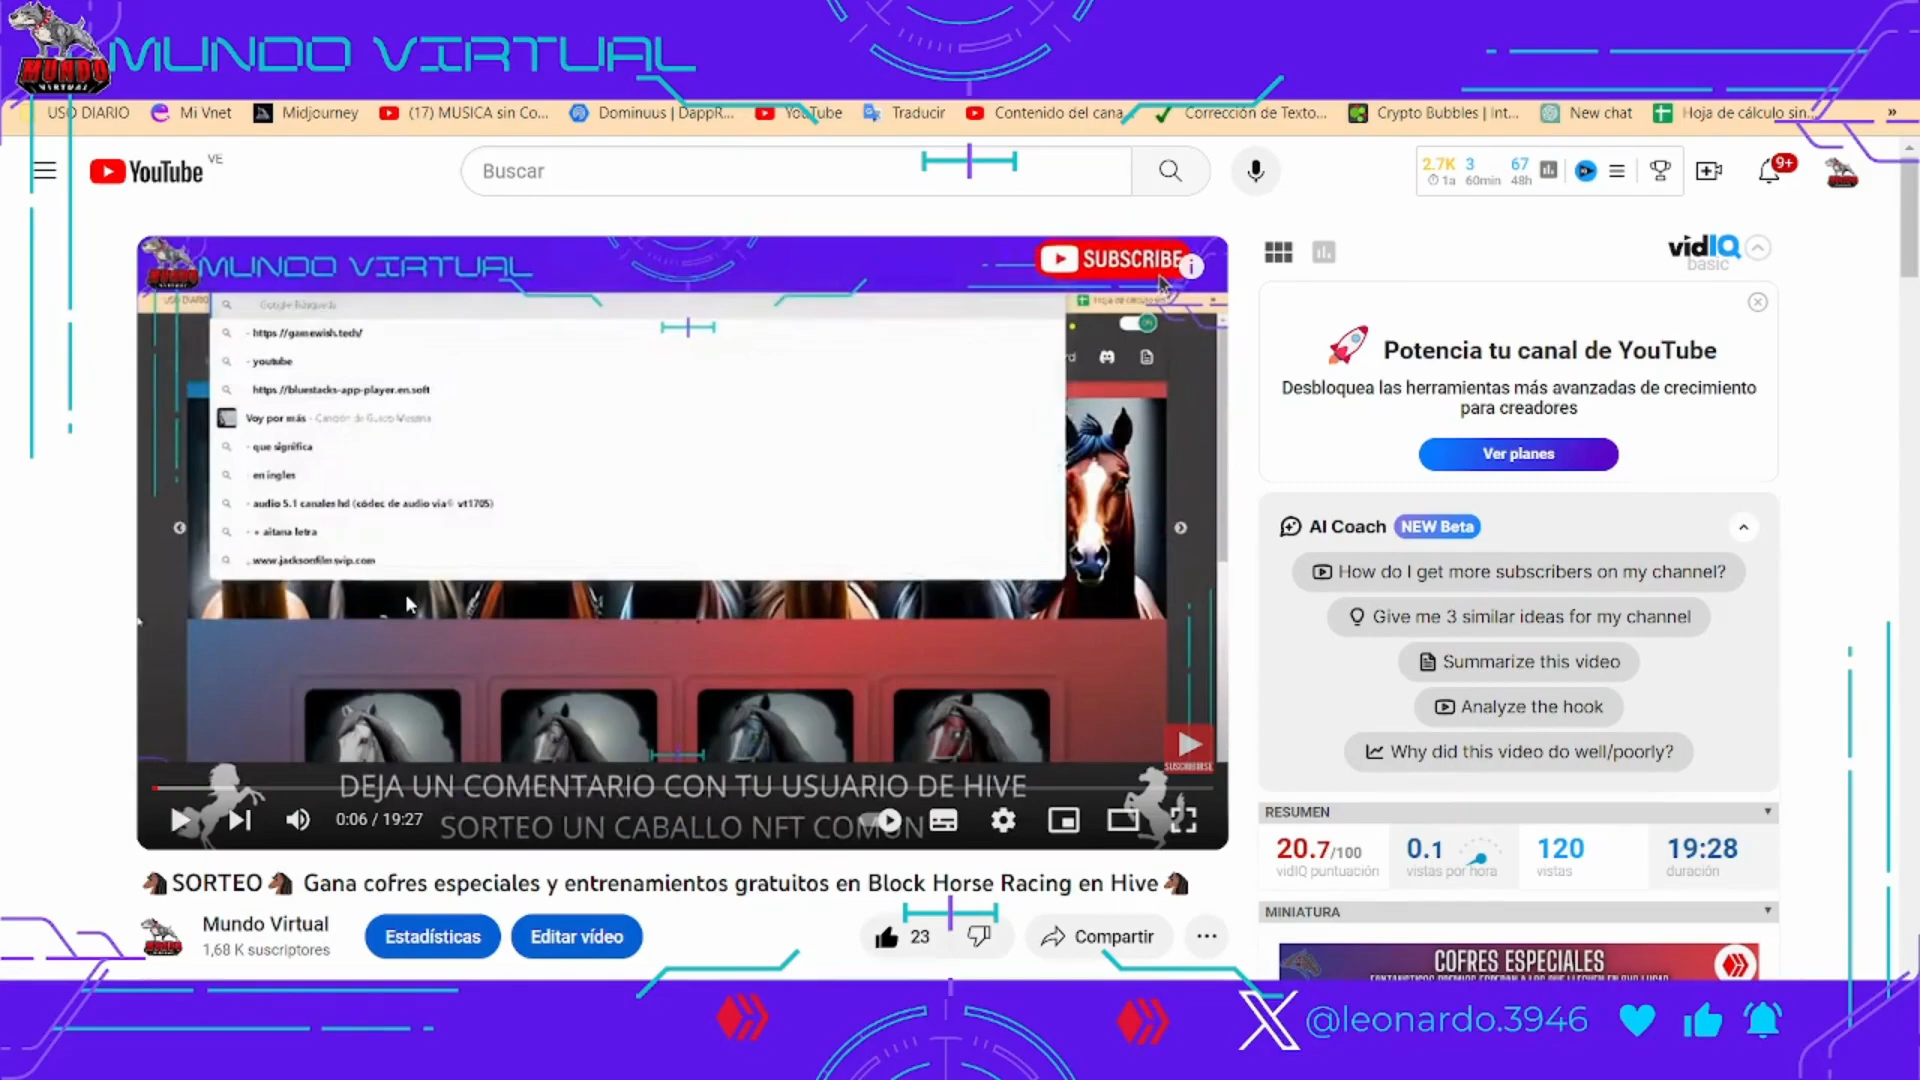 MUNDO VIRTUAL
MUNDO
VIRTUAL
USO DIARIO
Mi Vnet
Midjourney
(17) MUSICA sin Co...
Dominuus | DappR...
YouTube
Traducir
Contenido del cana...
Corrección de Texto...
Crypto Bubbles | Int...
New chat
Hoja de cálculo sin...
»
YouTube VE
Buscar
2.7K 3 67
1a 60min 48h
9+
MUNDO VIRTUAL
SUBSCRIBE
i
Google Búsqueda
- https://gamewish.tech/
- youtube
https://bluestacks-app-player.en.soft
Voy por más
- que significa
en ingles
- audio 5.1 canales hd (códec de audio via® vt1705)
- + aitana letra
www.jacksonfilmsvip.com
SUSCRIBIRSE
DEJA UN COMENTARIO CON TU USUARIO DE HIVE
0:06 / 19:27
SORTEO UN CABALLO NFT COMÚN
SORTEO Gana cofres especiales y entrenamientos gratuitos en Block Horse Racing en Hive
Mundo Virtual
1,68 K suscriptores
Estadísticas
Editar vídeo
23
Compartir
vidIQ
basic
Potencia tu canal de YouTube
Desbloquea las herramientas más avanzadas de crecimiento
para creadores
Ver planes
AI Coach NEW Beta
How do I get more subscribers on my channel?
Give me 3 similar ideas for my channel
Summarize this video
Analyze the hook
Why did this video do well/poorly?
RESUMEN
20.7/100
vidIQ puntuación
0.1
vistas por hora
120
vistas
19:28
duración
MINIATURA
COFRES ESPECIALES
X @leonardo.3946